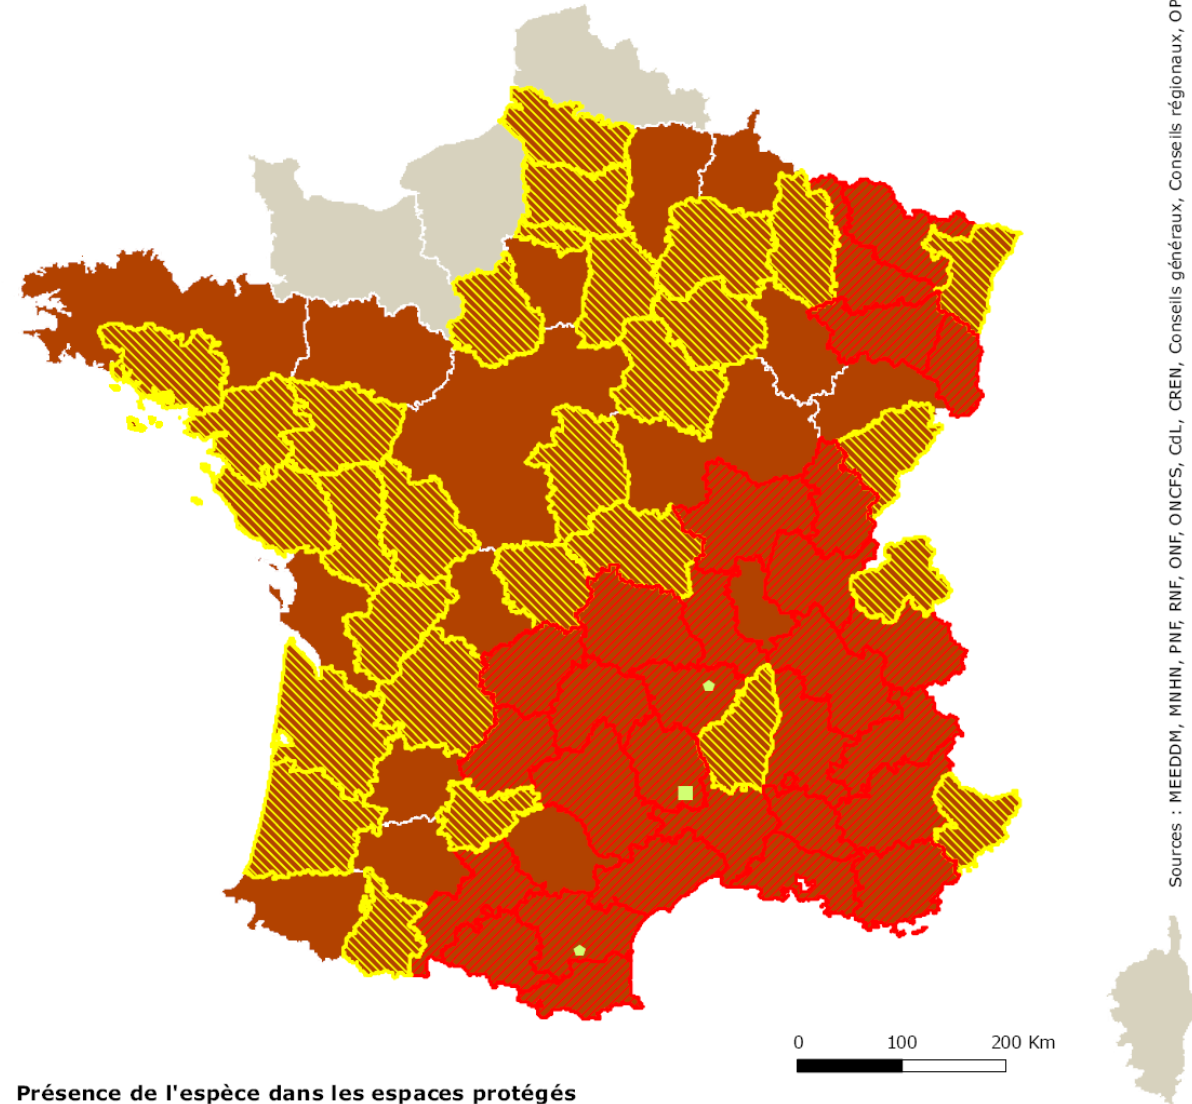 Sources : MEEDDM, MNHN, PNF, RNF, ONF, ONCFS, CdL, CREN, Conseils généraux, Conseils régionaux, OP
0 100 200 Km
Présence de l'espèce dans les espaces protégés